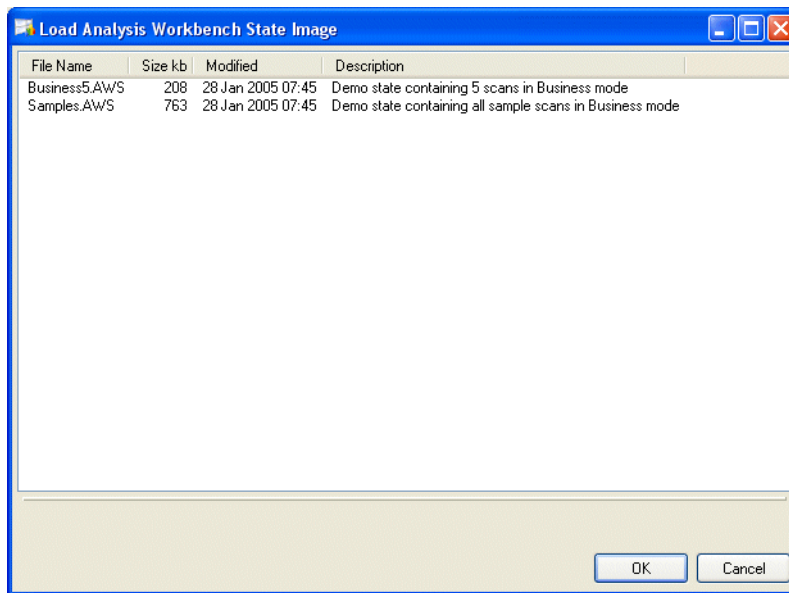 Load Analysis Workbench State Image
File Name Size kb Modified Description
Business5.AWS 208 28 Jan 2005 07:45 Demo state containing 5 scans in Business mode
Samples.AWS 763 28 Jan 2005 07:45 Demo state containing all sample scans in Business mode
OK Cancel